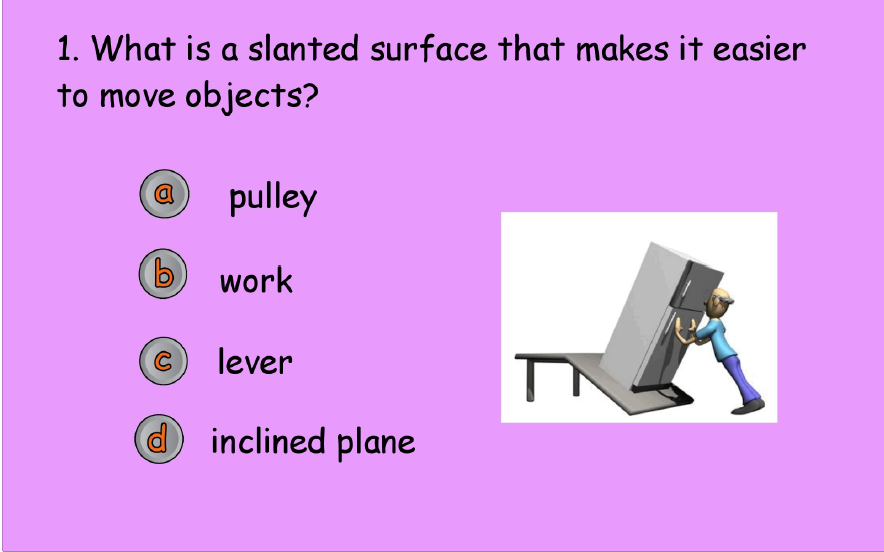 1. What is a slanted surface that makes it easier
to move objects?
a pulley
b work
c lever
d inclined plane